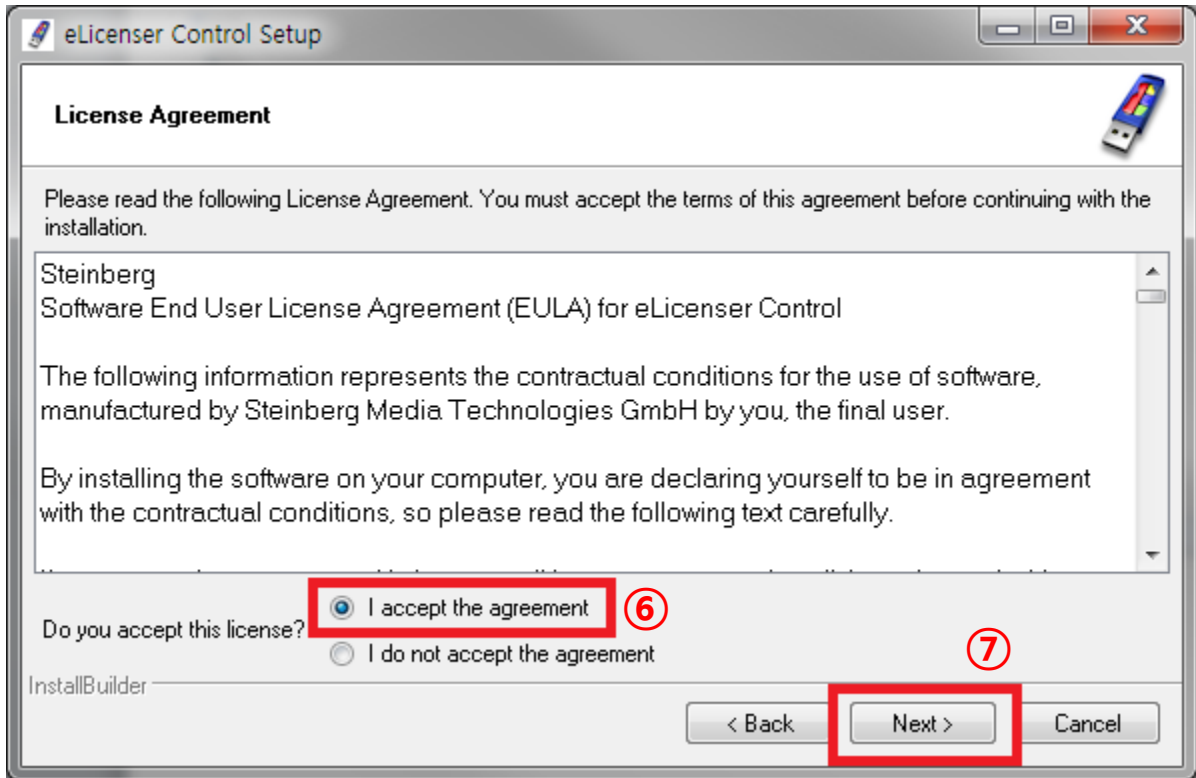 eLicenser Control Setup
License Agreement
Please read the following License Agreement. You must accept the terms of this agreement before continuing with the
installation.
Steinberg
Software End User License Agreement (EULA) for eLicenser Control
The following information represents the contractual conditions for the use of software,
manufactured by Steinberg Media Technologies GmbH by you, the final user.
By installing the software on your computer, you are declaring yourself to be in agreement
with the contractual conditions, so please read the following text carefully.
Do you accept this license?
I accept the agreement ⑥
I do not accept the agreement
⑦
InstallBuilder
< Back Next > Cancel